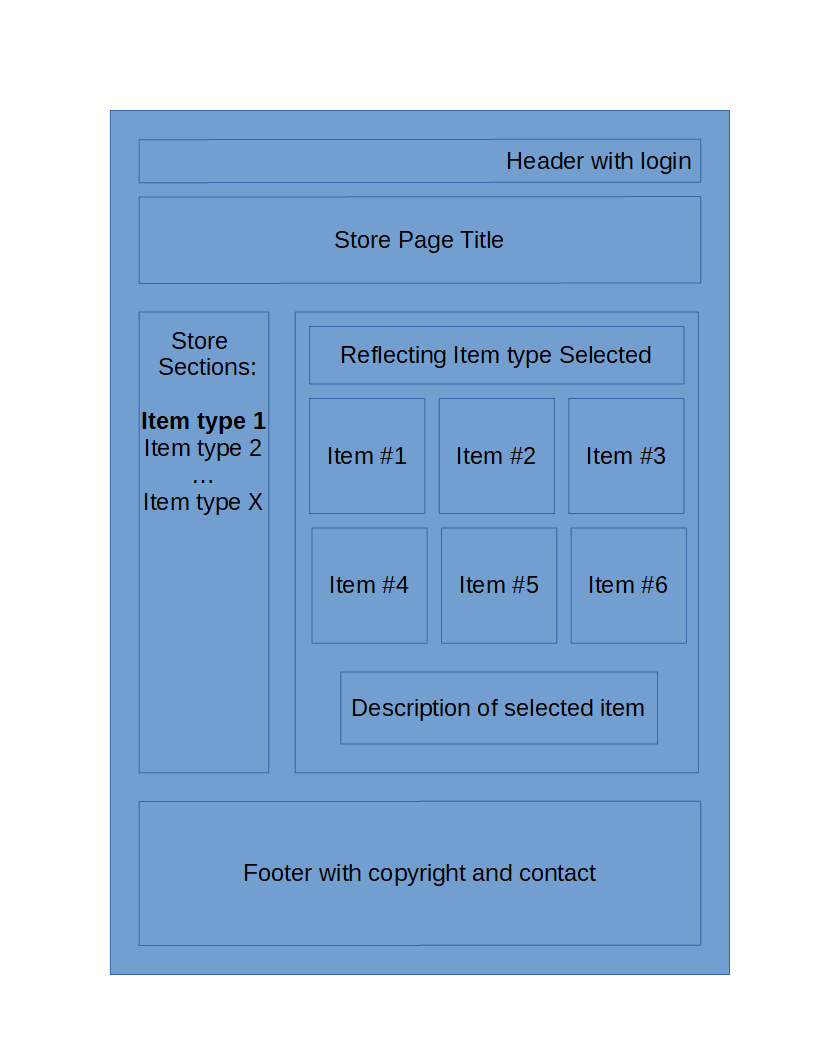 Header with login
Store Page Title
Store
Sections:
Item type 1
Item type 2
…
Item type X
Reflecting Item type Selected
Item #1
Item #2
Item #3
Item #4
Item #5
Item #6
Description of selected item
Footer with copyright and contact